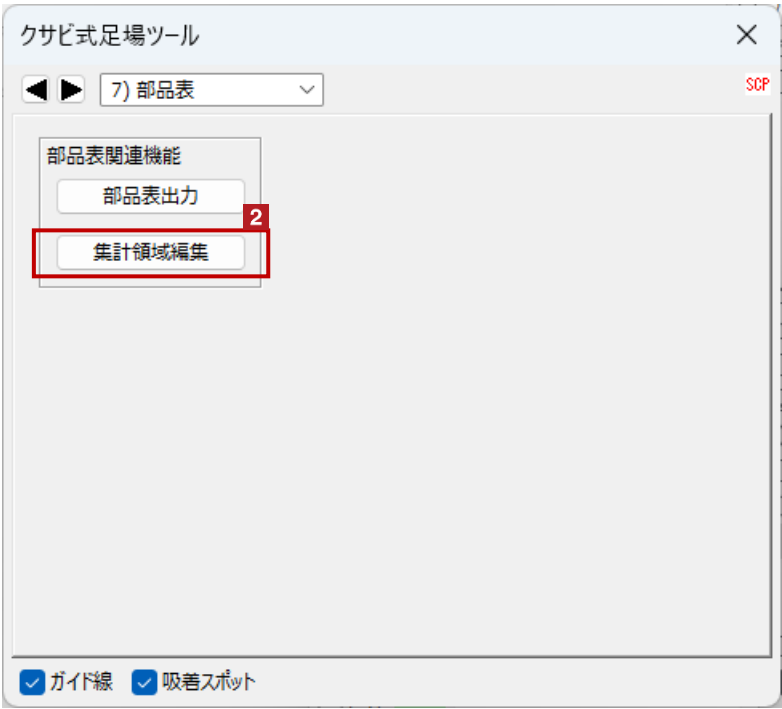 クサビ式足場ツール
7) 部品表
SCP
部品表関連機能
部品表出力
2
集計領域編集
ガイド線 吸着スポット